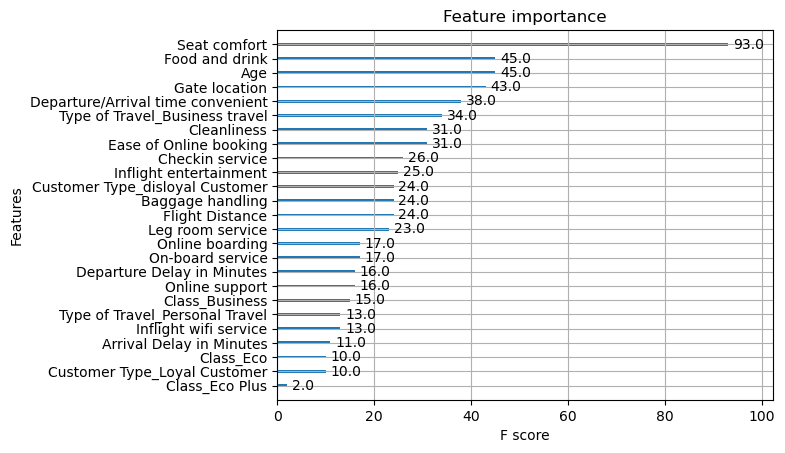 Feature importance
Seat comfort 93.0
Food and drink 45.0
Age 45.0
Gate location 43.0
Departure/Arrival time convenient 38.0
Type of Travel_Business travel 34.0
Cleanliness 31.0
Ease of Online booking 31.0
Checkin service 26.0
Inflight entertainment 25.0
Customer Type_disloyal Customer 24.0
Baggage handling 24.0
Flight Distance 24.0
Leg room service 23.0
Online boarding 17.0
On-board service 17.0
Departure Delay in Minutes 16.0
Online support 16.0
Class_Business 15.0
Type of Travel_Personal Travel 13.0
Inflight wifi service 13.0
Arrival Delay in Minutes 11.0
Class_Eco 10.0
Customer Type_Loyal Customer 10.0
Class_Eco Plus 2.0
Features
0 20 40 60 80 100
F score